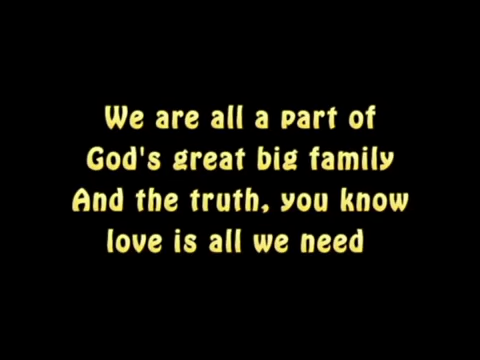 We are all a part of
God's great big family
And the truth, you know
love is all we need